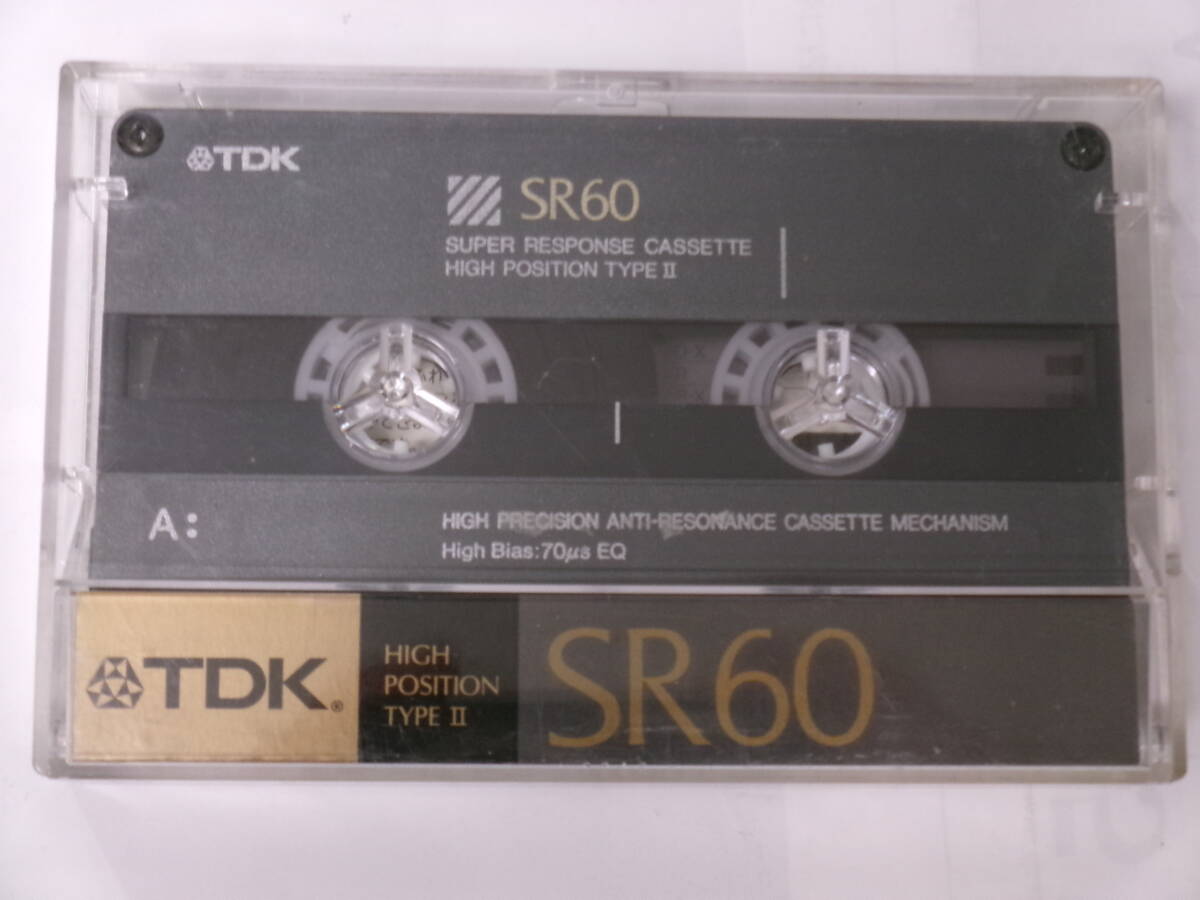 TDK
SR60
SUPER RESPONSE CASSETTE
HIGH POSITION TYPE II
A:
HIGH PRECISION ANTI-RESONANCE CASSETTE MECHANISM
High Bias:70μs EQ
TDK®
HIGH
POSITION
TYPE II
SR60